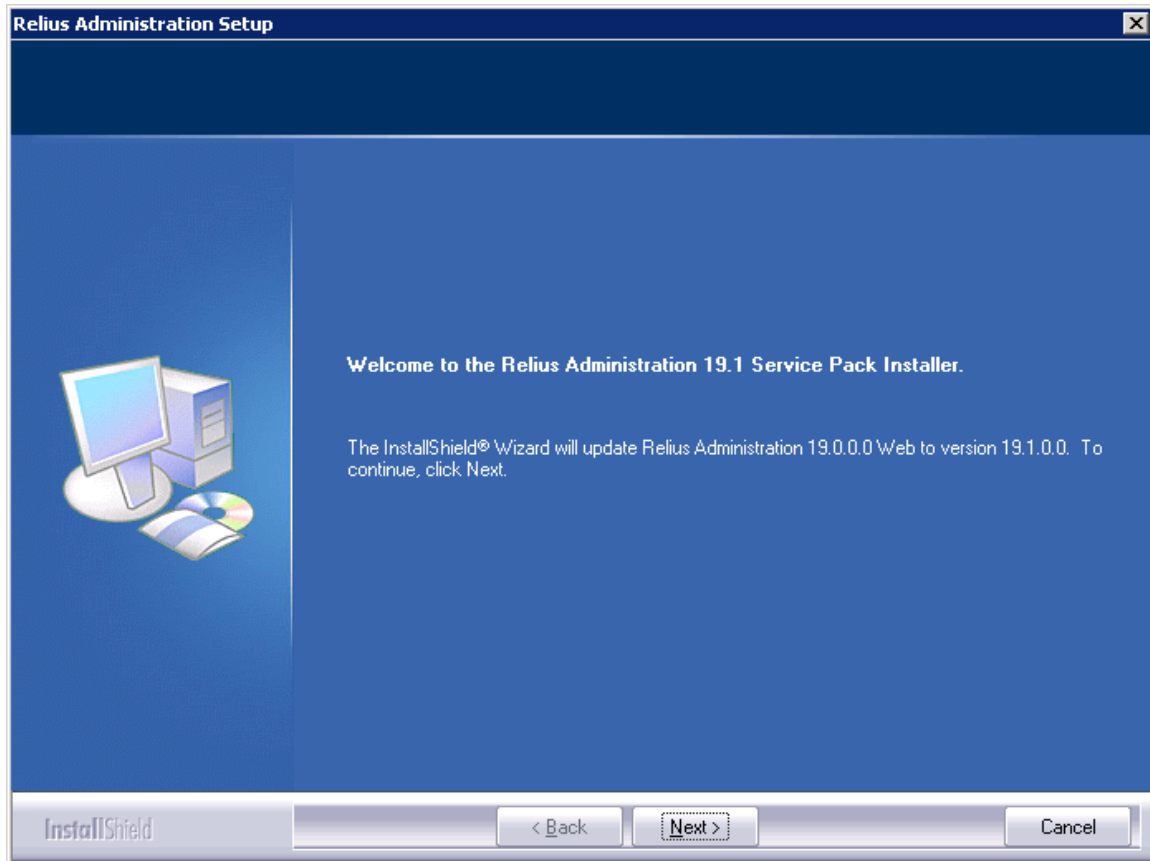 Relius Administration Setup
Welcome to the Relius Administration 19.1 Service Pack Installer.
The InstallShield® Wizard will update Relius Administration 19.0.0.0 Web to version 19.1.0.0.  To
continue, click Next.
InstallShield
< Back
Next >
Cancel